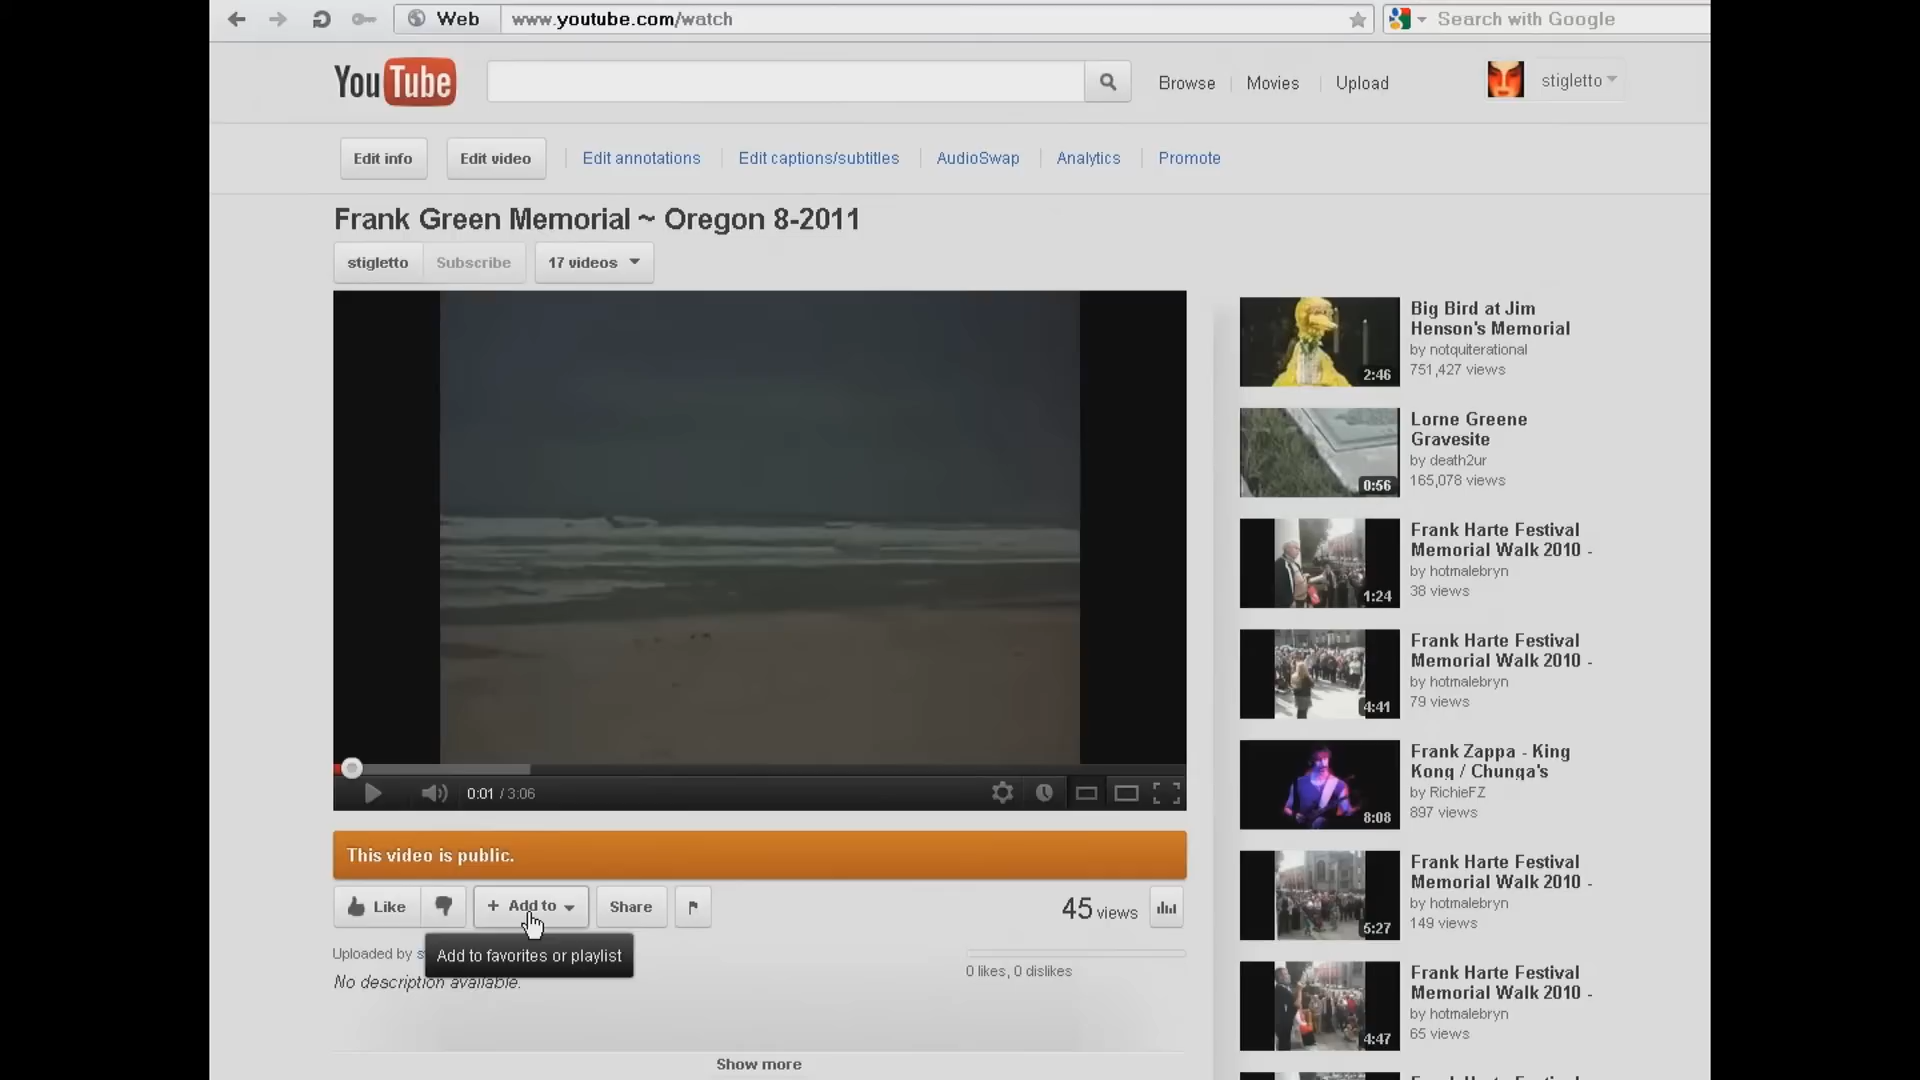 Web www.youtube.com/watch Search with Google
YouTube Browse Movies Upload stigletto
Edit info Edit video Edit annotations Edit captions/subtitles AudioSwap Analytics Promote
Frank Green Memorial ~ Oregon 8-2011
stigletto Subscribe 17 videos
0:01 / 3:06
This video is public.
Like + Add to Share 45 views
Uploaded by s
Add to favorites or playlist
0 likes, 0 dislikes
No description available.
Show more
Big Bird at Jim
Henson's Memorial
by notquiterational
751,427 views
2:46
Lorne Greene
Gravesite
by death2ur
165,078 views
0:56
Frank Harte Festival
Memorial Walk 2010 -
by hotmalebryn
38 views
1:24
Frank Harte Festival
Memorial Walk 2010 -
by hotmalebryn
79 views
4:41
Frank Zappa - King
Kong / Chunga's
by RichieFZ
897 views
8:08
Frank Harte Festival
Memorial Walk 2010 -
by hotmalebryn
149 views
5:27
Frank Harte Festival
Memorial Walk 2010 -
by hotmalebryn
65 views
4:47